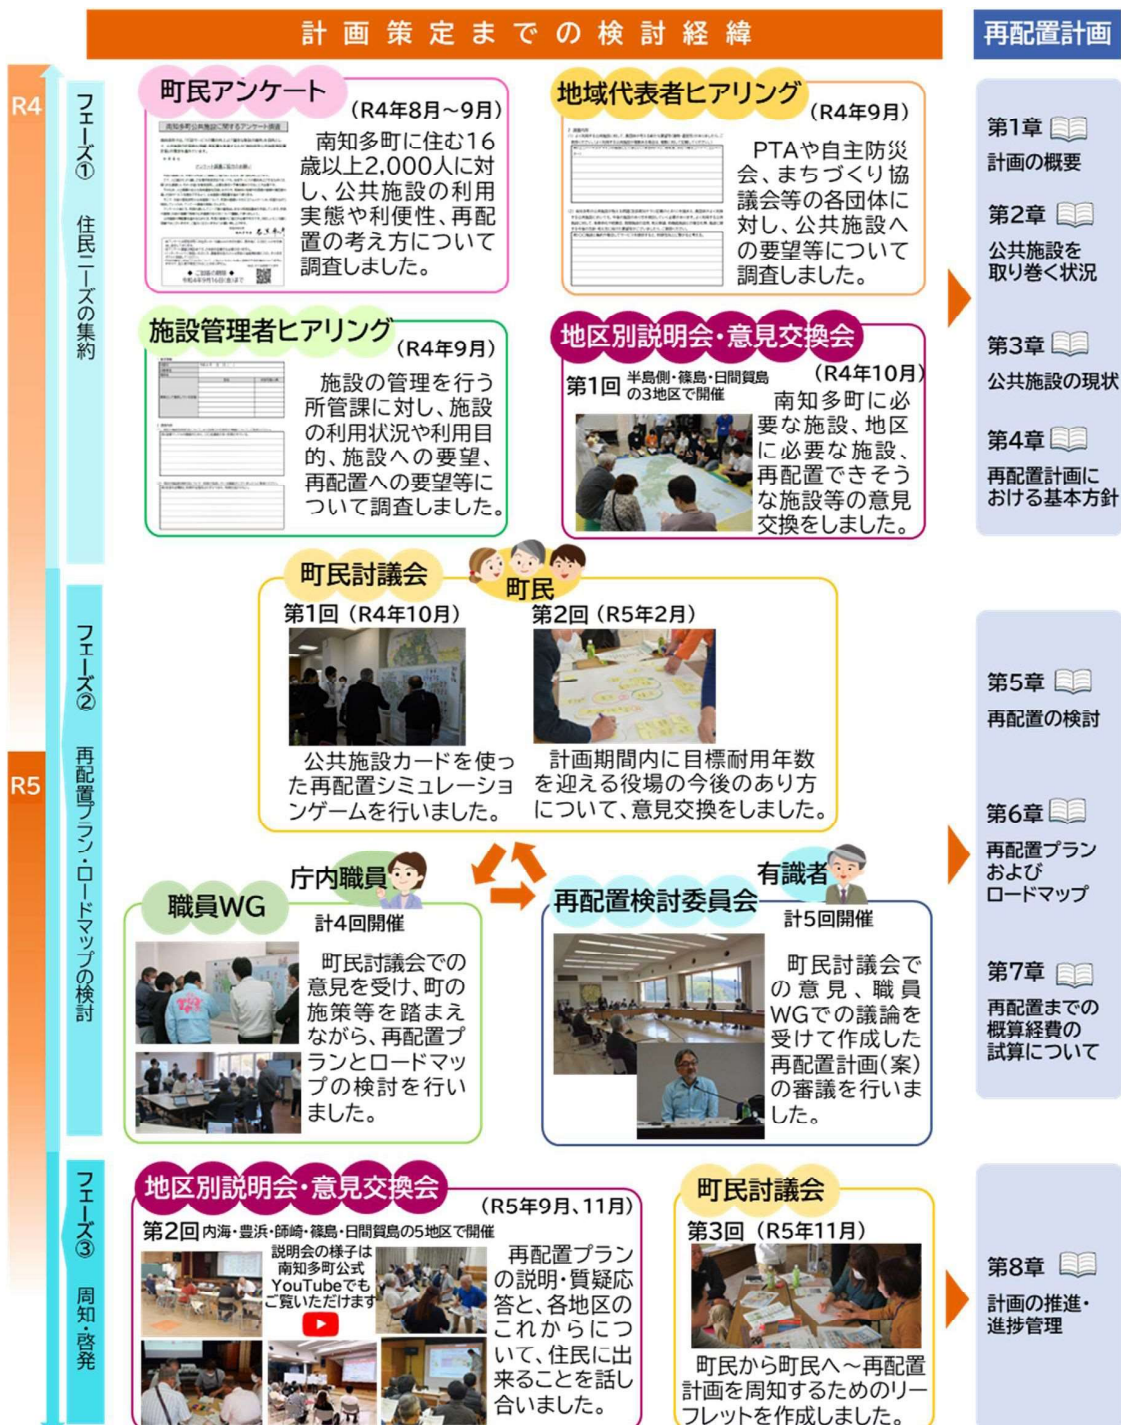 計画策定までの検討経緯
再配置計画
R4
R5
フェーズ① 住民ニーズの集約
町民アンケート
(R4年8月～9月)
南知多町公共施設に関するアンケート調査
◆ ご回答の期限 ◆
令和4年9月16日(金)まで
南知多町に住む16
歳以上2,000人に対
し、公共施設の利用
実態や利便性、再配
置の考え方について
調査しました。
地域代表者ヒアリング
(R4年9月)
PTAや自主防災
会、まちづくり協
議会等の各団体に
対し、公共施設へ
の要望等について
調査しました。
施設管理者ヒアリング
(R4年9月)
施設の管理を行う
所管課に対し、施設
の利用状況や利用目
的、施設への要望、
再配置への要望等に
ついて調査しました。
地区別説明会・意見交換会
(R4年10月)
第1回 半島側・篠島・日間賀島
の3地区で開催
南知多町に必
要な施設、地区
に必要な施設、
再配置できそう
な施設等の意見
交換をしました。
第1章
計画の概要
第2章
公共施設を
取り巻く状況
第3章
公共施設の現状
第4章
再配置計画に
おける基本方針
フェーズ② 再配置プラン・ロードマップの検討
町民討議会
町民
第1回 (R4年10月)
公共施設カードを使っ
た再配置シミュレーショ
ンゲームを行いました。
第2回 (R5年2月)
計画期間内に目標耐用年数
を迎える役場の今後のあり方
について、意見交換をしました。
職員WG
庁内職員
計4回開催
町民討議会での
意見を受け、町の
施策等を踏まえ
ながら、再配置プ
ランとロードマッ
プの検討を行い
ました。
再配置検討委員会
有識者
計5回開催
町民討議会で
の意見、職員
WGでの議論を
受けて作成した
再配置計画(案)
の審議を行いま
した。
第5章
再配置の検討
第6章
再配置プラン
および
ロードマップ
第7章
再配置までの
概算経費の
試算について
フェーズ③ 周知・啓発
地区別説明会・意見交換会
(R5年9月、11月)
第2回 内海・豊浜・師崎・篠島・日間賀島の5地区で開催
説明会の様子は
南知多町公式
YouTubeでも
ご覧いただけます
再配置プラン
の説明・質疑応
答と、各地区の
これからにつ
いて、住民に出
来ることを話し
合いました。
町民討議会
第3回 (R5年11月)
町民から町民へ～再配置
計画を周知するためのリー
フレットを作成しました。
第8章
計画の推進・
進捗管理